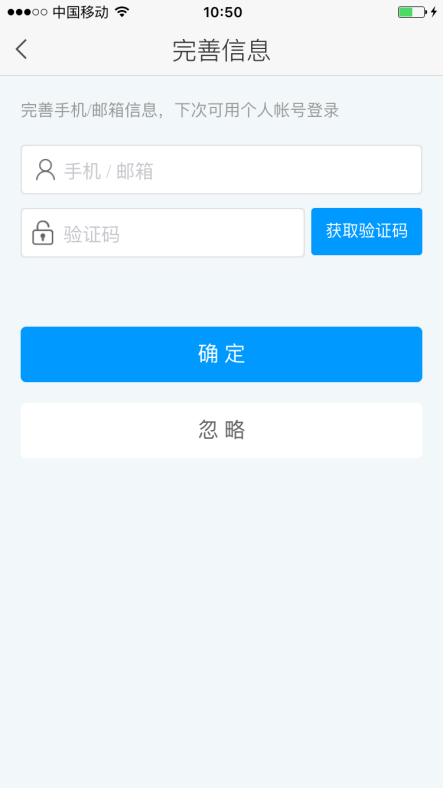 中国移动 10:50
完善信息
完善手机/邮箱信息，下次可用个人帐号登录
手机 / 邮箱
验证码 获取验证码
确 定
忽 略